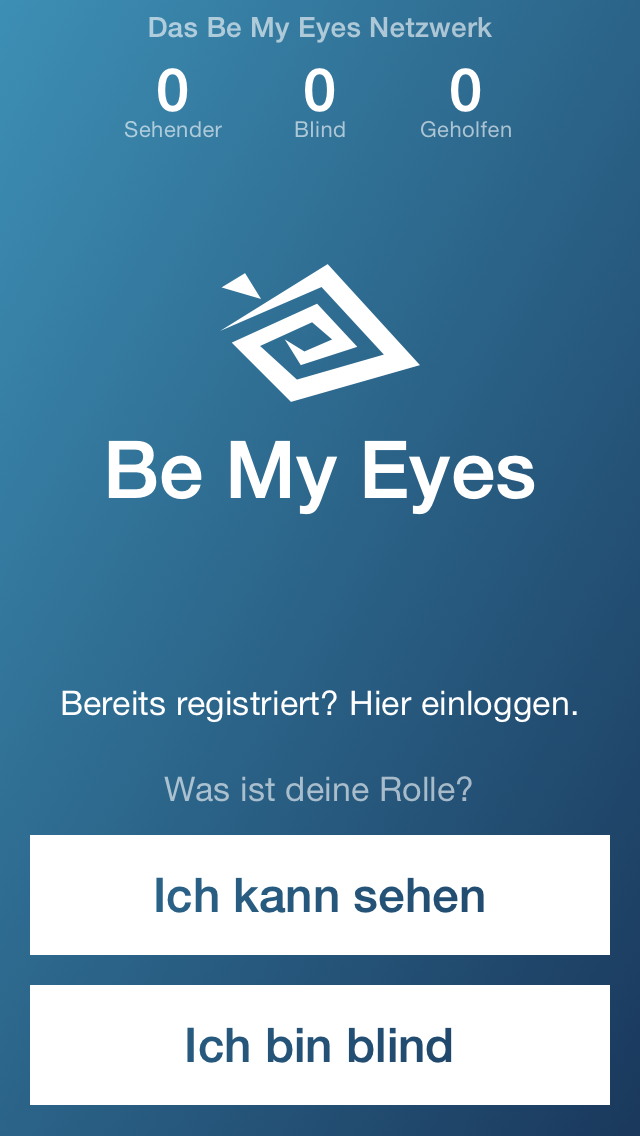 Das Be My Eyes Netzwerk
0 0 0
Sehender Blind Geholfen
Be My Eyes
Bereits registriert? Hier einloggen.
Was ist deine Rolle?
Ich kann sehen
Ich bin blind